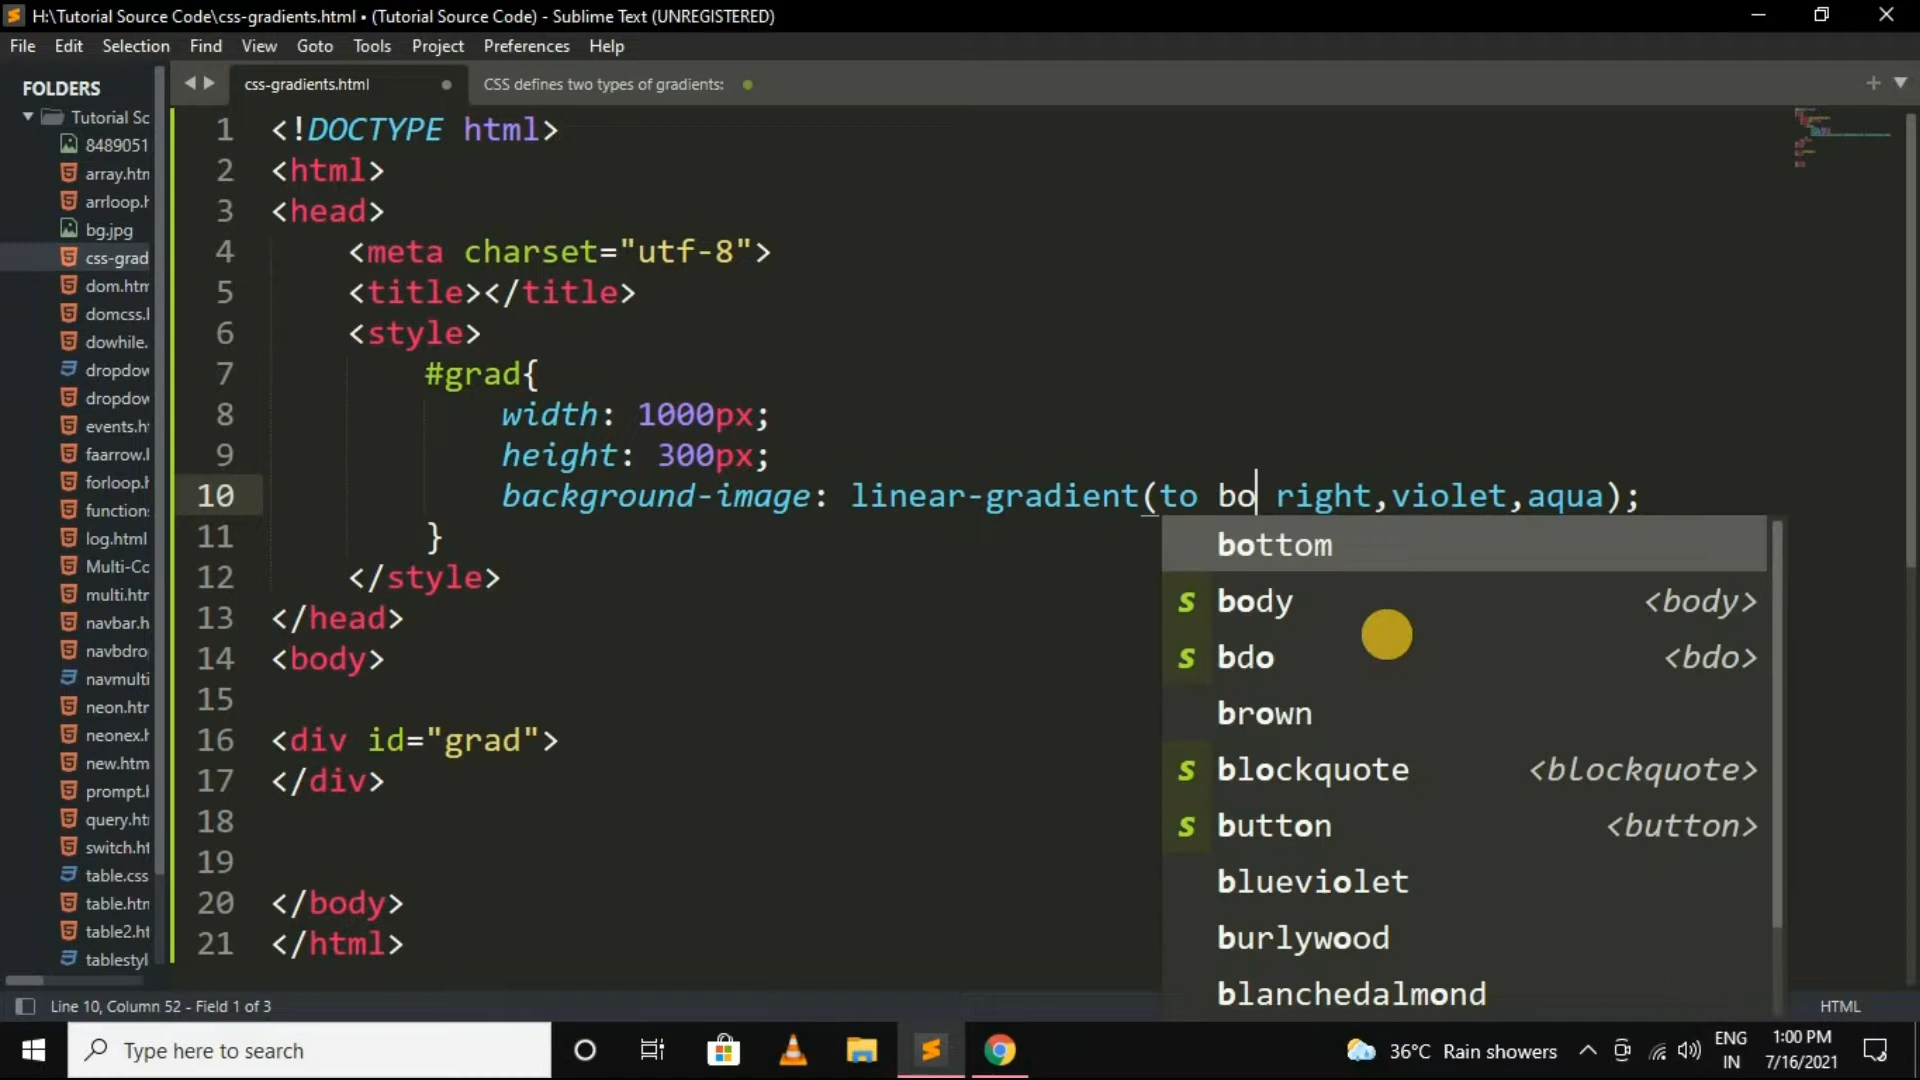 H:\Tutorial Source Code\css-gradients.html • (Tutorial Source Code) - Sublime Text (UNREGISTERED)
File Edit Selection Find View Goto Tools Project Preferences Help
FOLDERS
Tutorial Sc
8489051
array.htm
arrloop.h
bg.jpg
css-grad
dom.htm
domcss.h
dowhile.
dropdow
dropdow
events.ht
faarrow.h
forloop.h
function:
log.html
Multi-Co
multi.htm
navbar.h
navbdro
navmulti
neon.htm
neonex.h
new.htm
prompt.h
query.htm
switch.ht
table.css
table.htm
table2.ht
tablestyl
css-gradients.html
CSS defines two types of gradients:
1 <!DOCTYPE html>
2 <html>
3 <head>
4 <meta charset="utf-8">
5 <title></title>
6 <style>
7 #grad{
8 width: 1000px;
9 height: 300px;
10 background-image: linear-gradient(to bo right,violet,aqua);
11 }
12 </style>
13 </head>
14 <body>
15
16 <div id="grad">
17 </div>
18
19
20 </body>
21 </html>
bottom
s body <body>
s bdo <bdo>
brown
s blockquote <blockquote>
s button <button>
blueviolet
burlywood
blanchedalmond
Line 10, Column 52 - Field 1 of 3
HTML
Type here to search
36°C Rain showers
ENG
IN
1:00 PM
7/16/2021